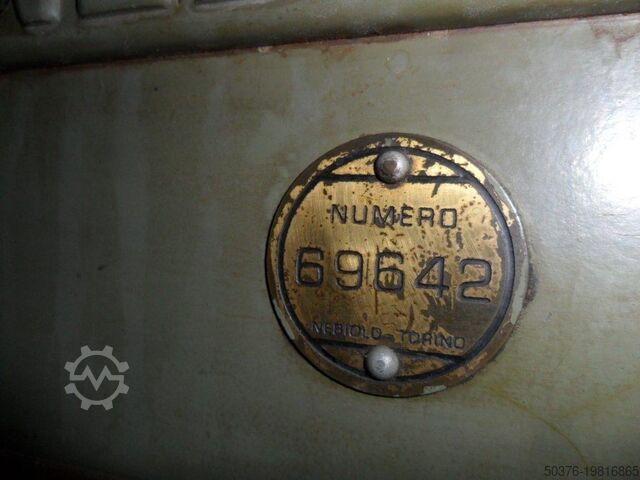 NUMERO
69642
NEBIOLO - TORINO
50376-19816865